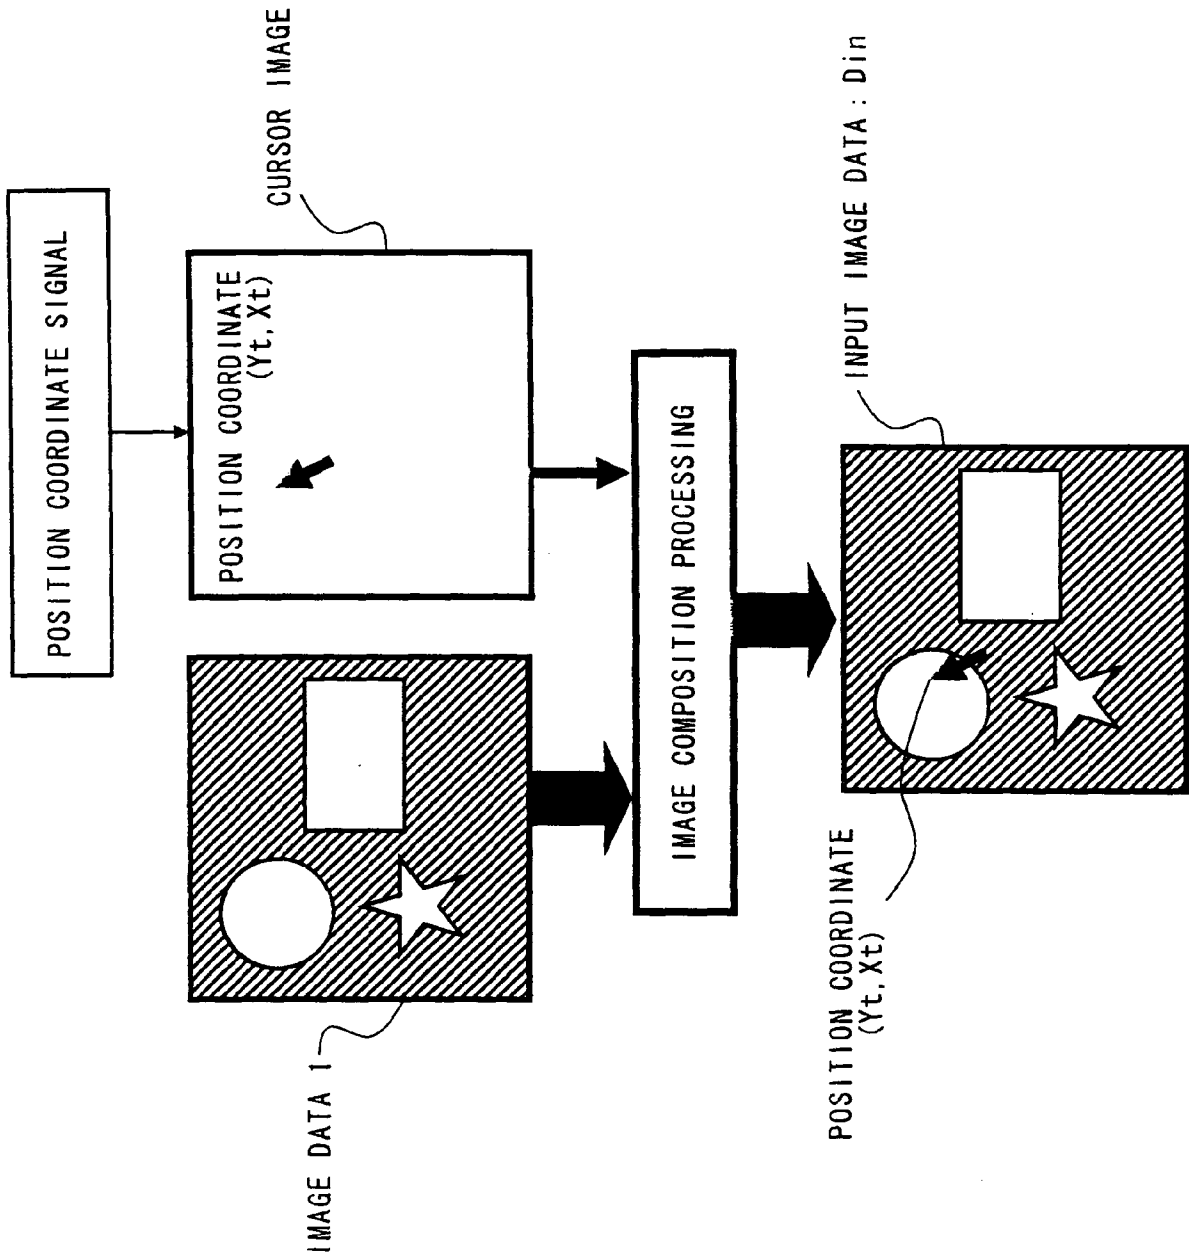 POSITION COORDINATE SIGNAL
CURSOR IMAGE
POSITION COORDINATE
(Yt, Xt)
IMAGE DATA 1
IMAGE COMPOSITION PROCESSING
INPUT IMAGE DATA : Din
POSITION COORDINATE
(Yt, Xt)